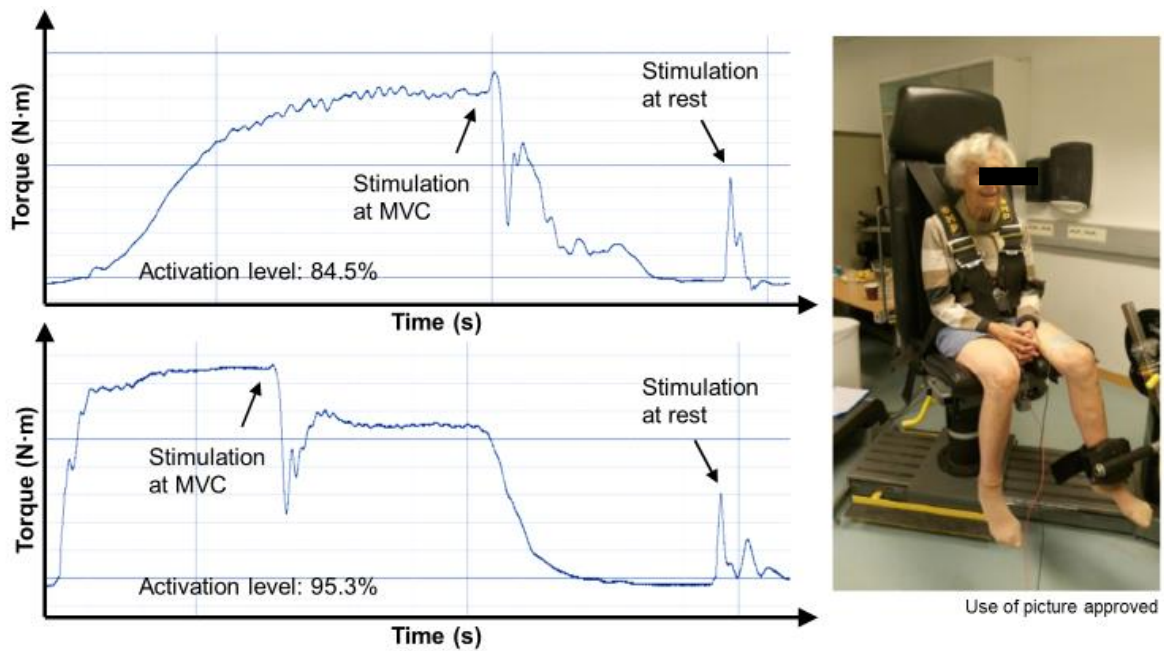 Torque (N·m)
Stimulation
at MVC
Stimulation
at rest
Activation level: 84.5%
Time (s)
Torque (N·m)
Stimulation
at MVC
Stimulation
at rest
Activation level: 95.3%
Time (s)
Use of picture approved